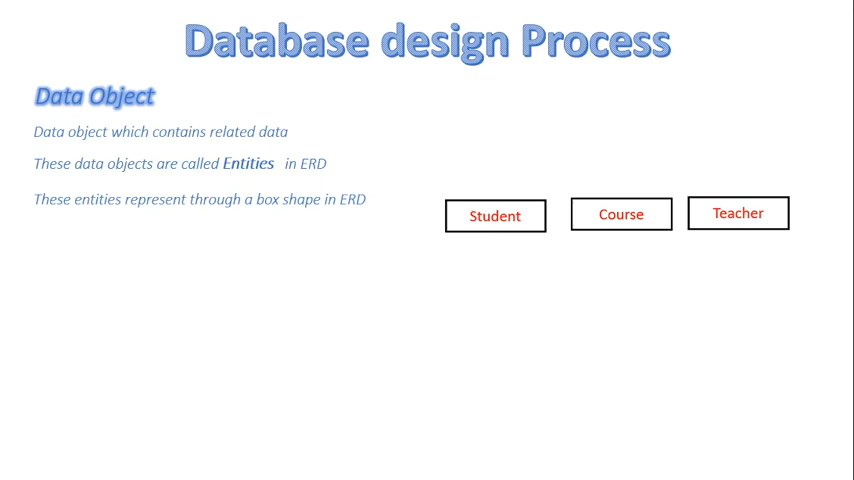 Database design Process
Data Object
Data object which contains related data
These data objects are called Entities in ERD
These entities represent through a box shape in ERD
Student Course Teacher